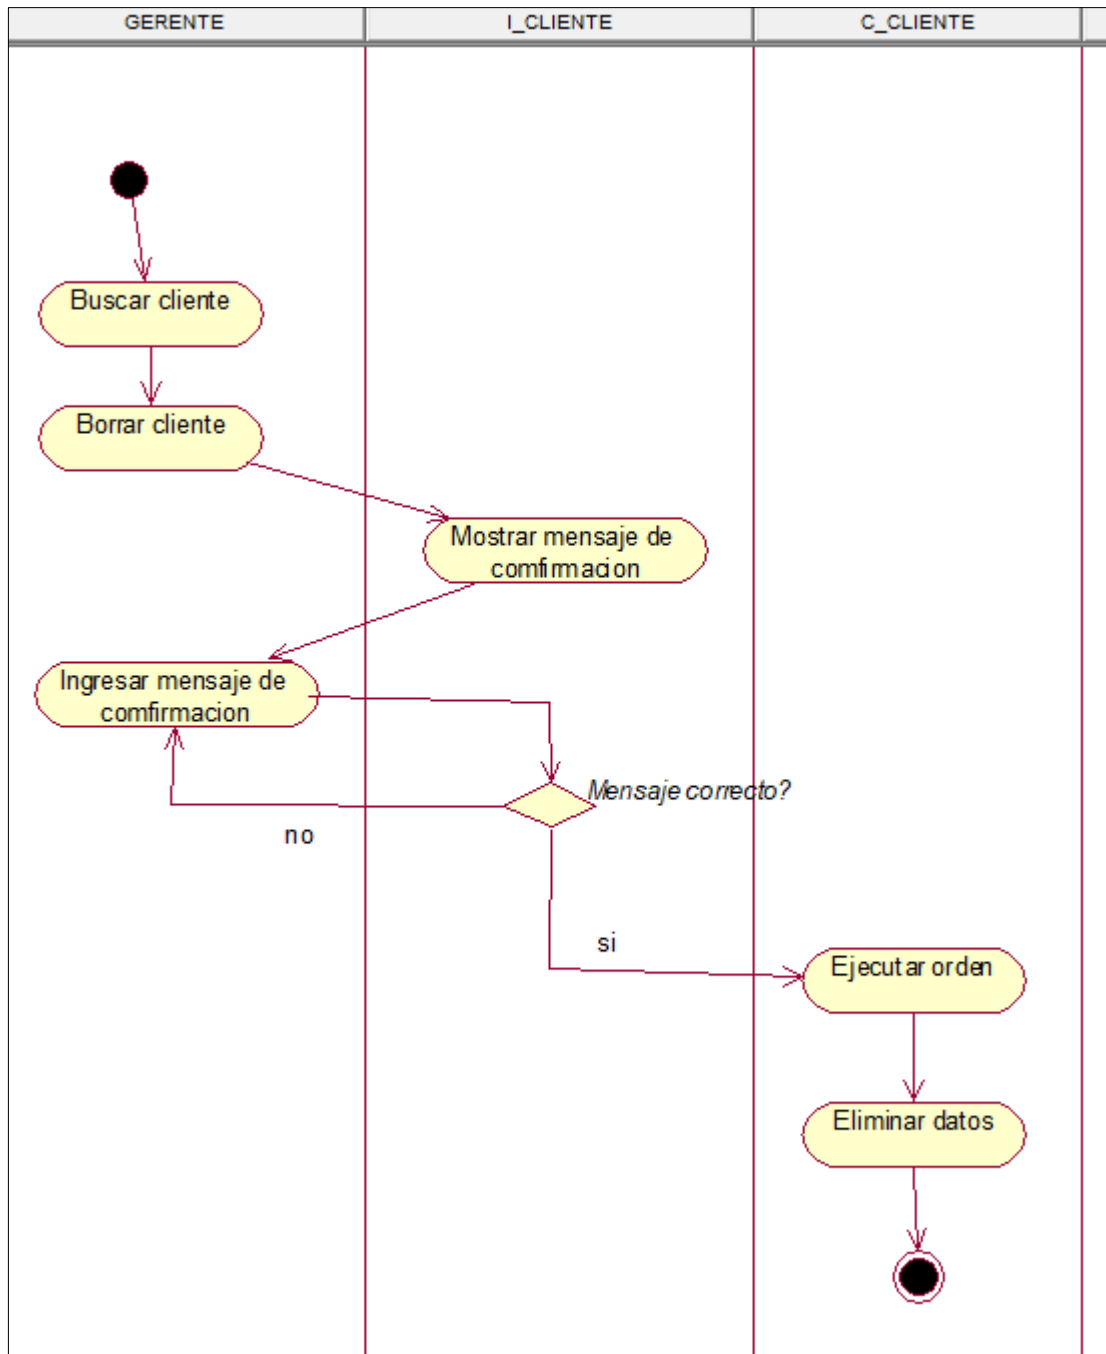 GERENTE
I_CLIENTE
C_CLIENTE
Buscar cliente
Borrar cliente
Mostrar mensaje de
comfirmacion
Ingresar mensaje de
comfirmacion
Mensaje correcto?
no
si
Ejecutar orden
Eliminar datos